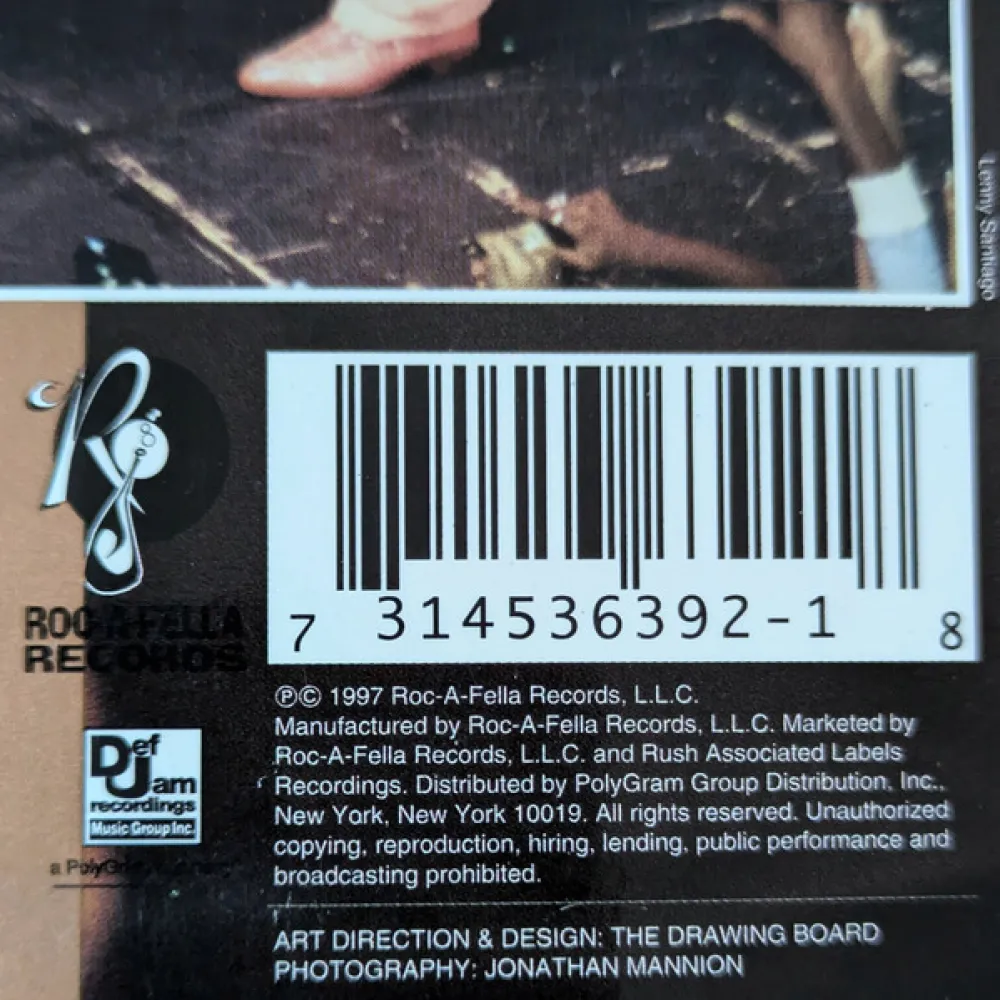 Lenny Santiago
7 314536392-1 8
ROC-A-FELLA
RECORDS
℗© 1997 Roc-A-Fella Records, L.L.C.
Manufactured by Roc-A-Fella Records, L.L.C. Marketed by
Roc-A-Fella Records, L.L.C. and Rush Associated Labels
Recordings. Distributed by PolyGram Group Distribution, Inc.,
New York, New York 10019. All rights reserved. Unauthorized
copying, reproduction, hiring, lending, public performance and
broadcasting prohibited.
Def
Jam
recordings
Music Group Inc.
a PolyGram
ART DIRECTION & DESIGN: THE DRAWING BOARD
PHOTOGRAPHY: JONATHAN MANNION